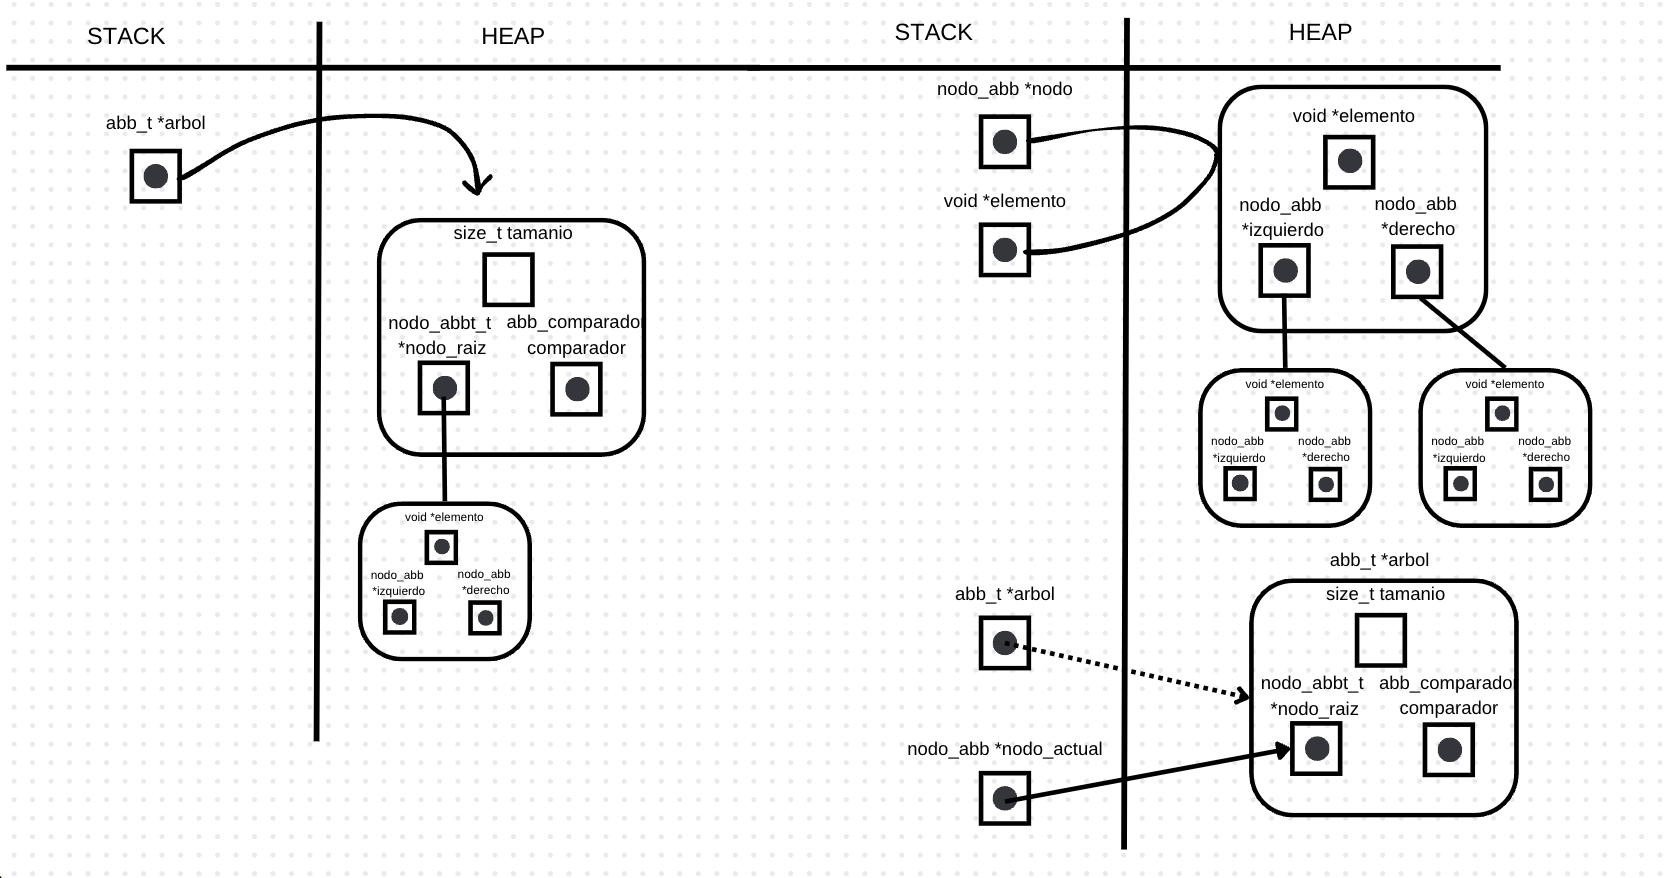 STACK
HEAP
abb_t *arbol
size_t tamanio
nodo_abbt_t
*nodo_raiz
abb_comparador
comparador
void *elemento
nodo_abb
*izquierdo
nodo_abb
*derecho
STACK
HEAP
nodo_abb *nodo
void *elemento
void *elemento
nodo_abb
*izquierdo
nodo_abb
*derecho
void *elemento
nodo_abb
*izquierdo
nodo_abb
*derecho
void *elemento
nodo_abb
*izquierdo
nodo_abb
*derecho
abb_t *arbol
abb_t *arbol
size_t tamanio
nodo_abbt_t
*nodo_raiz
abb_comparador
comparador
nodo_abb *nodo_actual